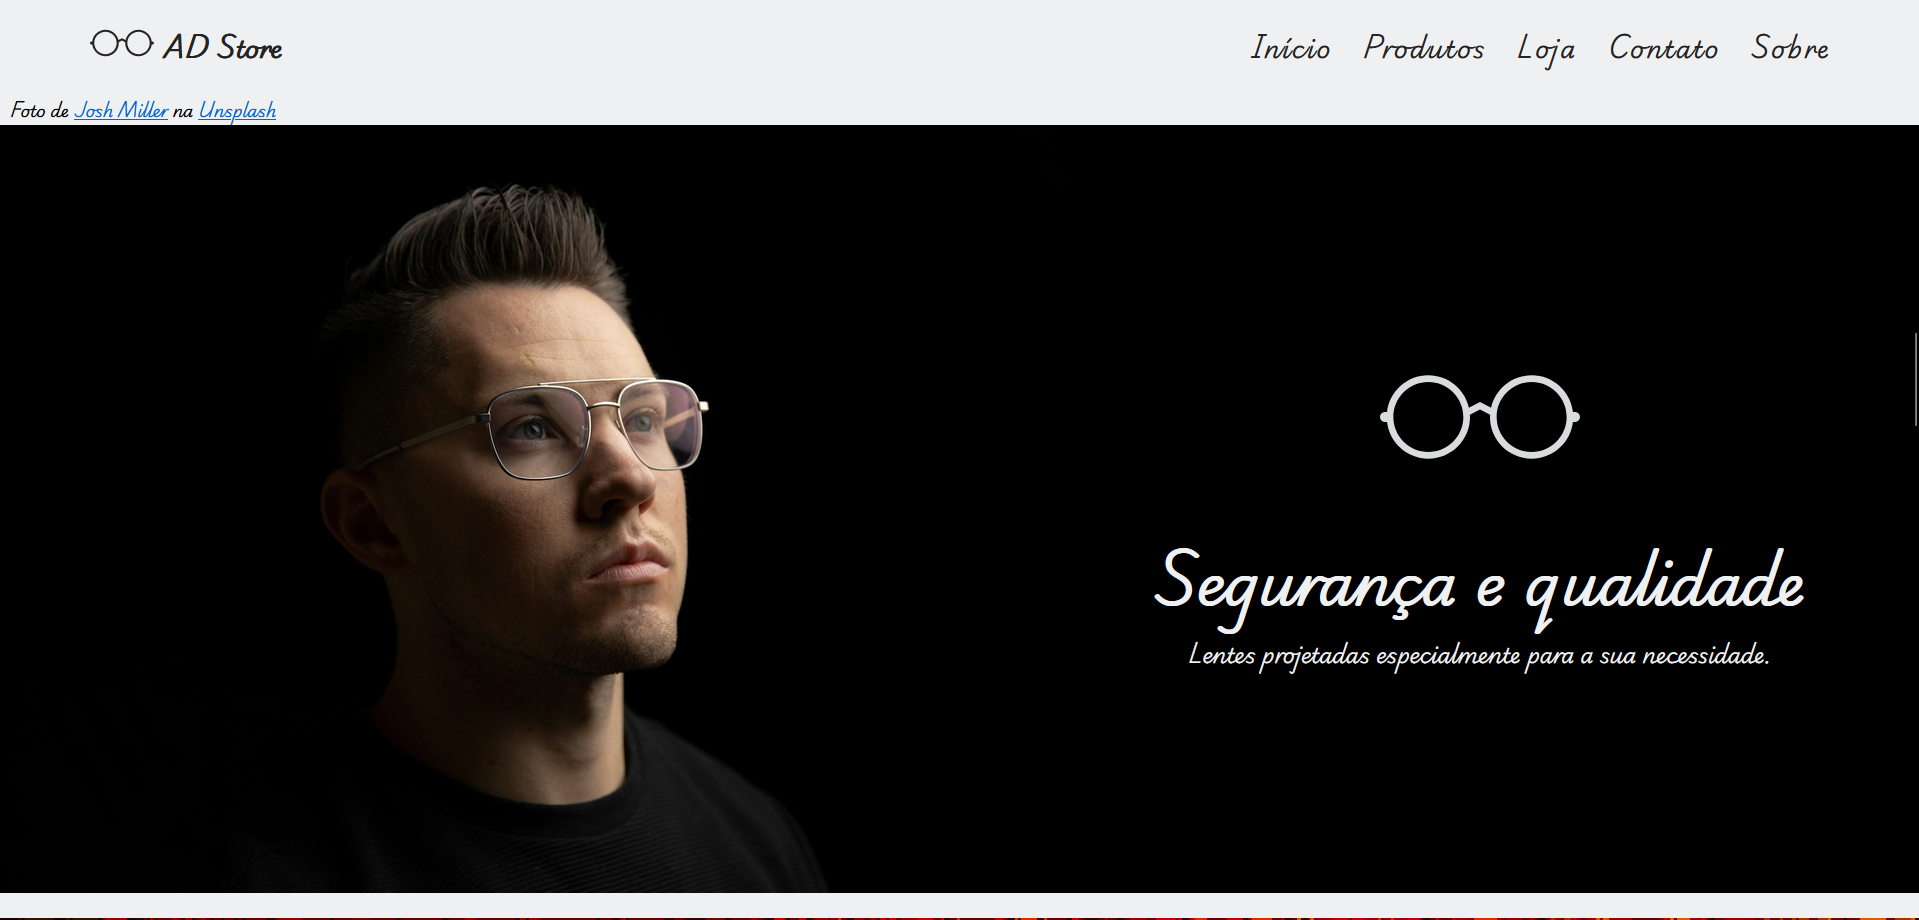 AD Store
Início Produtos Loja Contato Sobre
Foto de Josh Miller na Unsplash
Segurança e qualidade
Lentes projetadas especialmente para a sua necessidade.